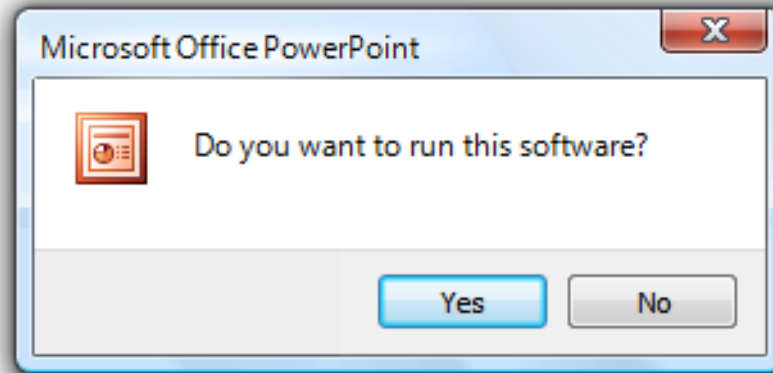 Microsoft Office PowerPoint
Do you want to run this software?
Yes No